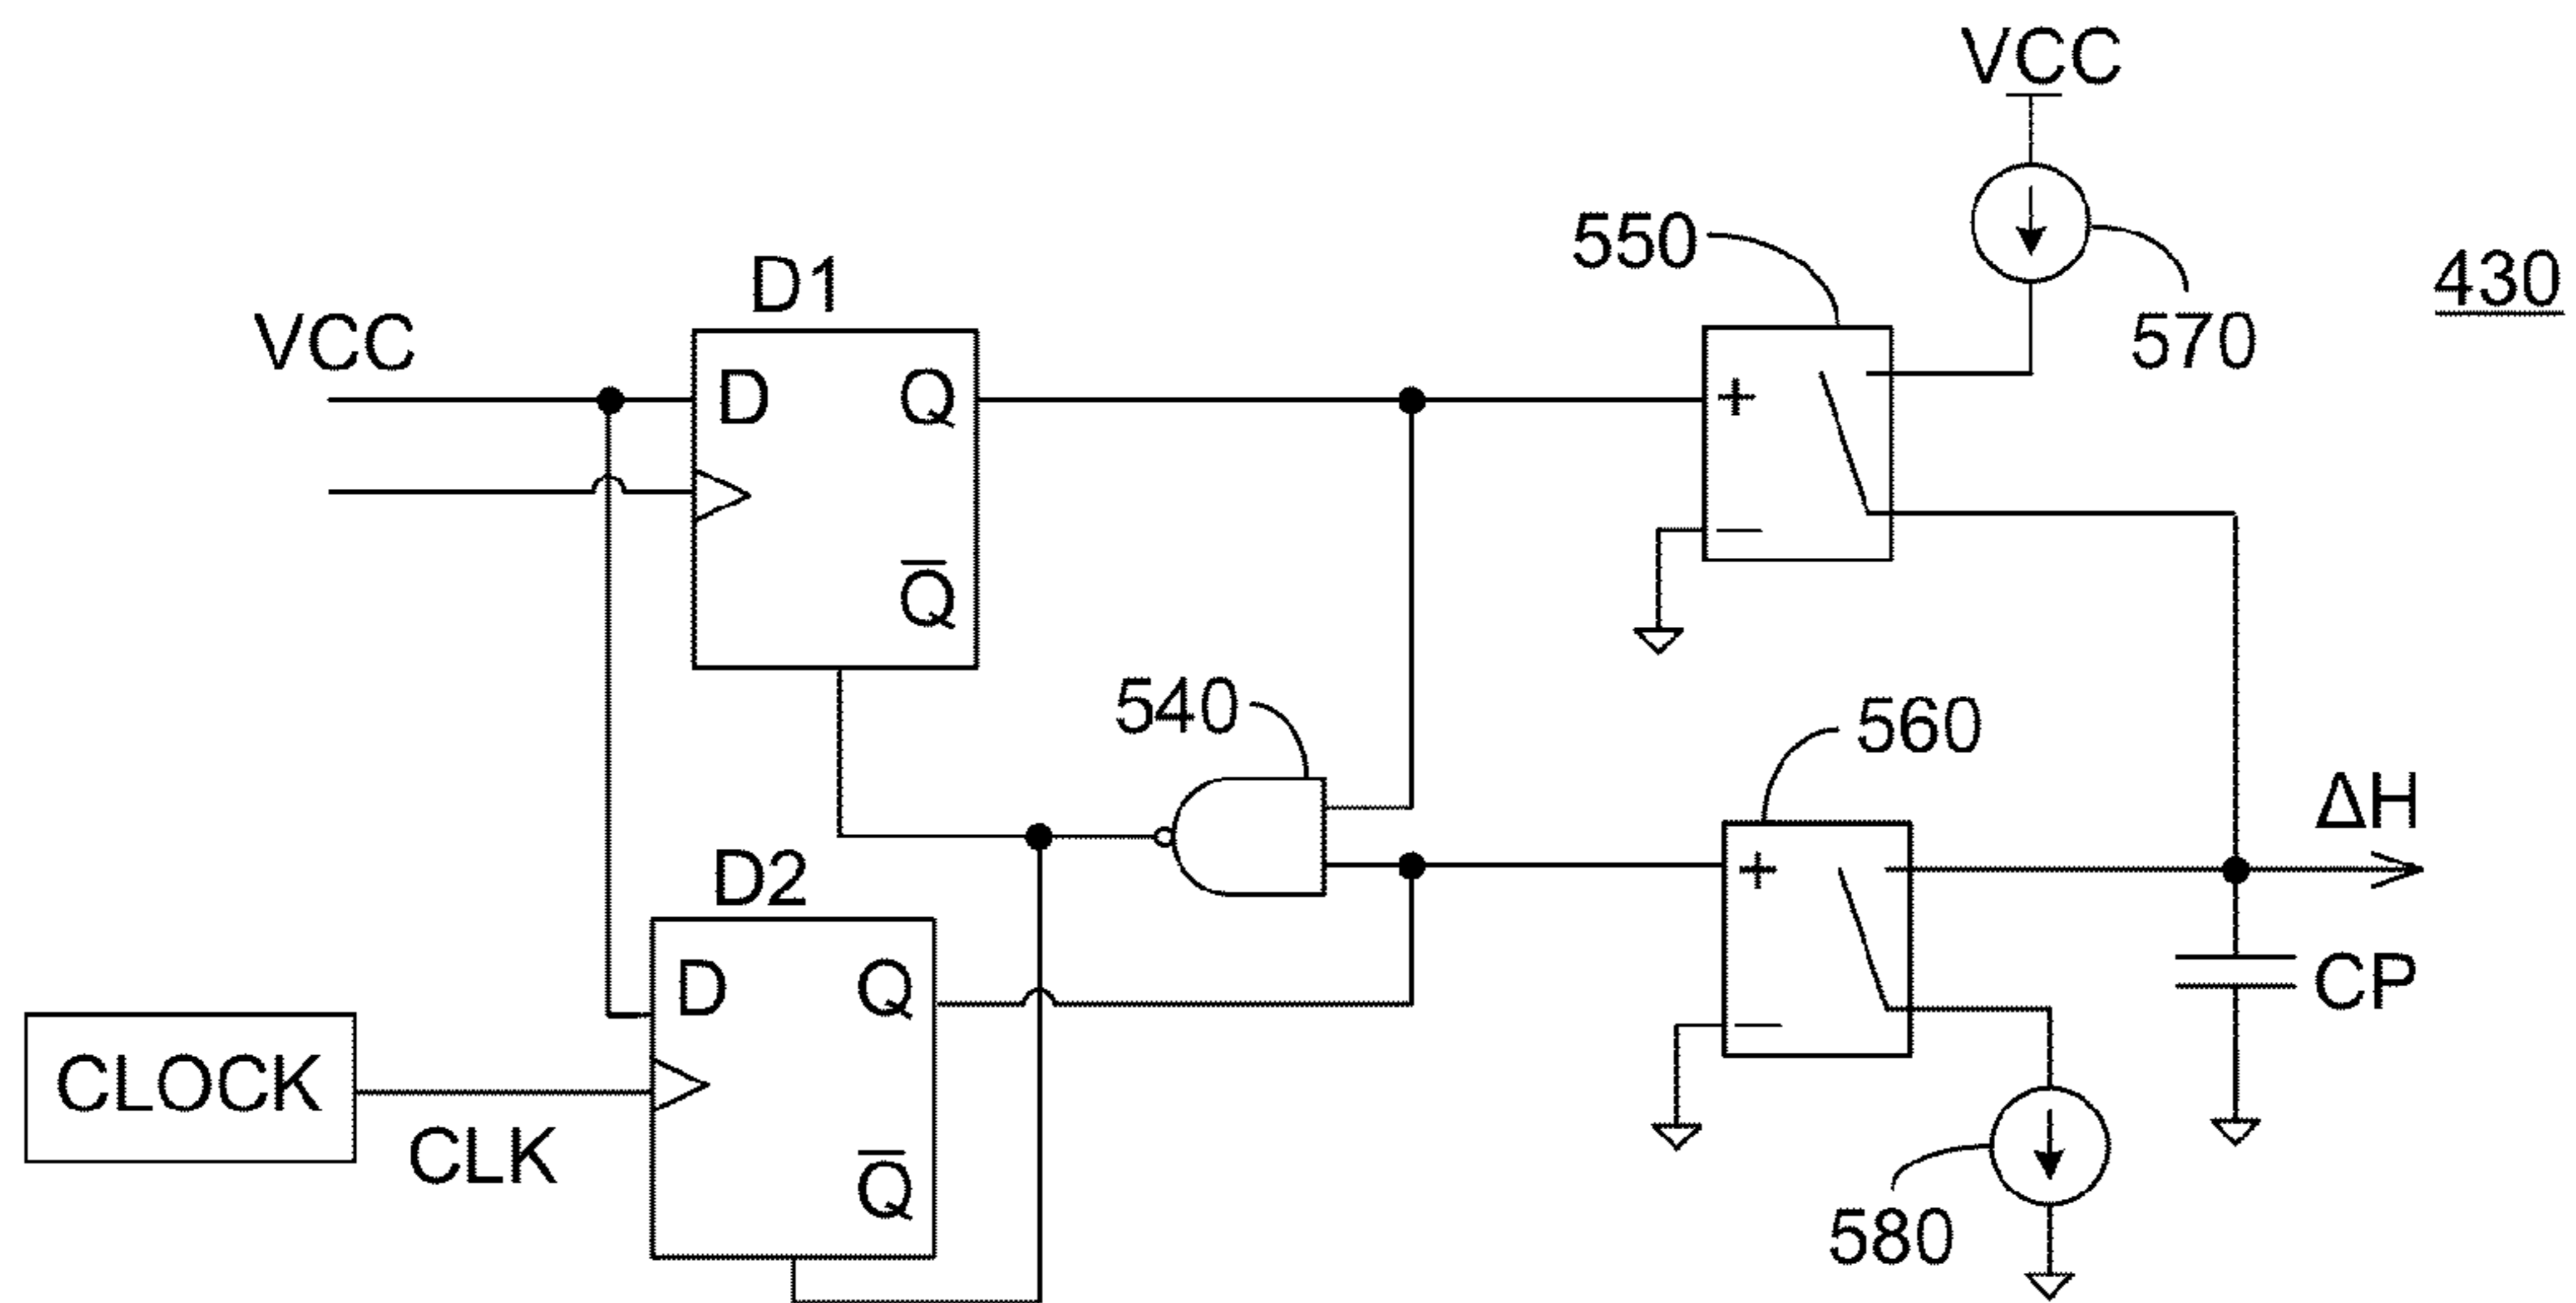 VCC
550
430
D1
570
VCC
D Q
+
Q̅
−
540
560
ΔH
D2
+
D Q
CP
CLOCK
−
CLK
Q̅
580